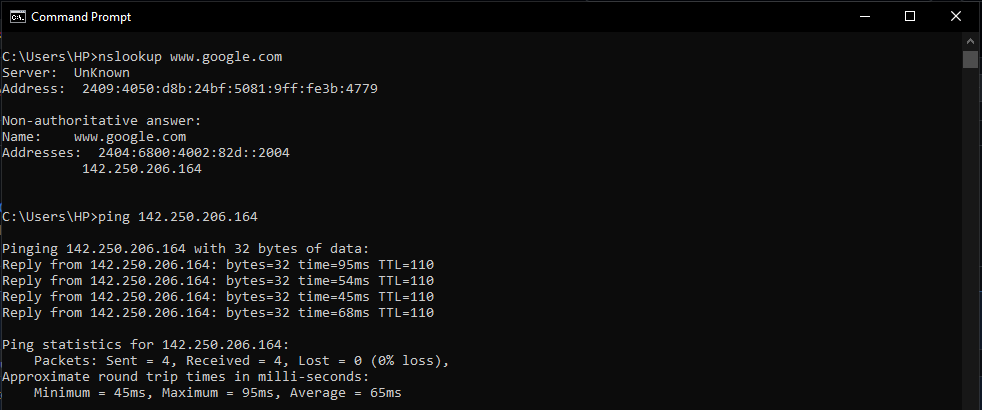 Command Prompt
C:\Users\HP>nslookup www.google.com
Server:  UnKnown
Address:  2409:4050:d8b:24bf:5081:9ff:fe3b:4779
Non-authoritative answer:
Name:    www.google.com
Addresses:  2404:6800:4002:82d::2004
          142.250.206.164
C:\Users\HP>ping 142.250.206.164
Pinging 142.250.206.164 with 32 bytes of data:
Reply from 142.250.206.164: bytes=32 time=95ms TTL=110
Reply from 142.250.206.164: bytes=32 time=54ms TTL=110
Reply from 142.250.206.164: bytes=32 time=45ms TTL=110
Reply from 142.250.206.164: bytes=32 time=68ms TTL=110
Ping statistics for 142.250.206.164:
    Packets: Sent = 4, Received = 4, Lost = 0 (0% loss),
Approximate round trip times in milli-seconds:
    Minimum = 45ms, Maximum = 95ms, Average = 65ms